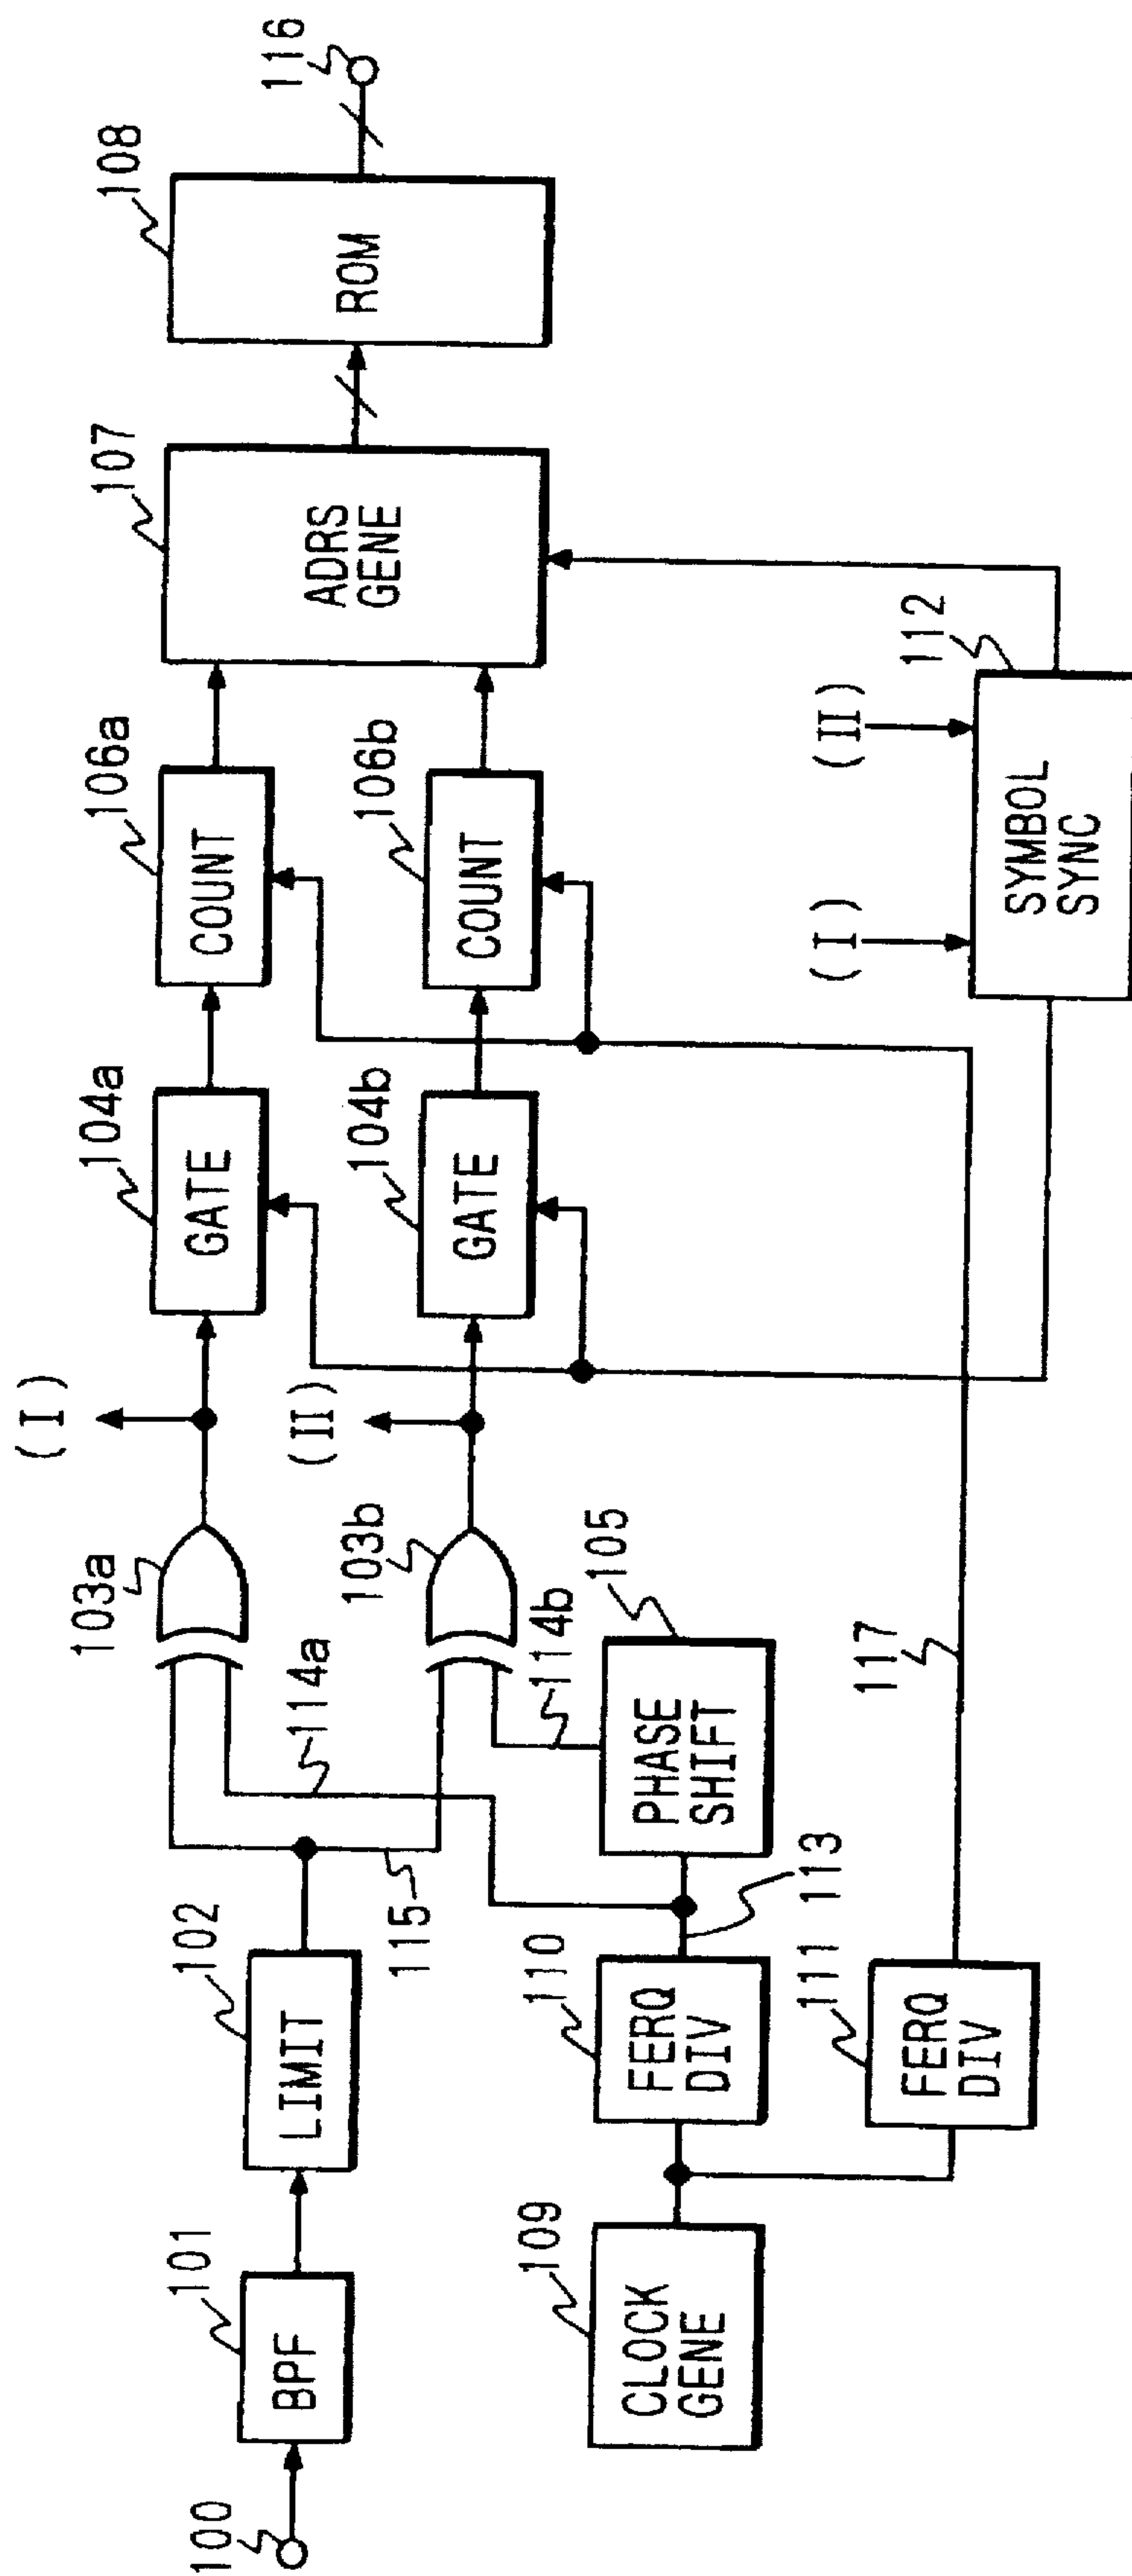 100
101
BPF
102
LIMIT
115
103a
103b
114a
114b
(I)
(II)
104a
GATE
104b
GATE
106a
COUNT
106b
COUNT
107
ADRS
GENE
108
ROM
116
109
CLOCK
GENE
110
FERQ
DIV
113
105
PHASE
SHIFT
111
FERQ
DIV
117
(I)
(II)
112
SYMBOL
SYNC